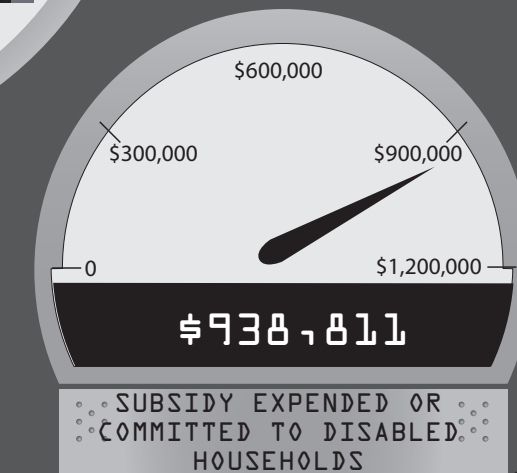 $600,000
$300,000
$900,000
0
$1,200,000
$938,811
SUBSIDY EXPENDED OR
COMMITTED TO DISABLED
HOUSEHOLDS